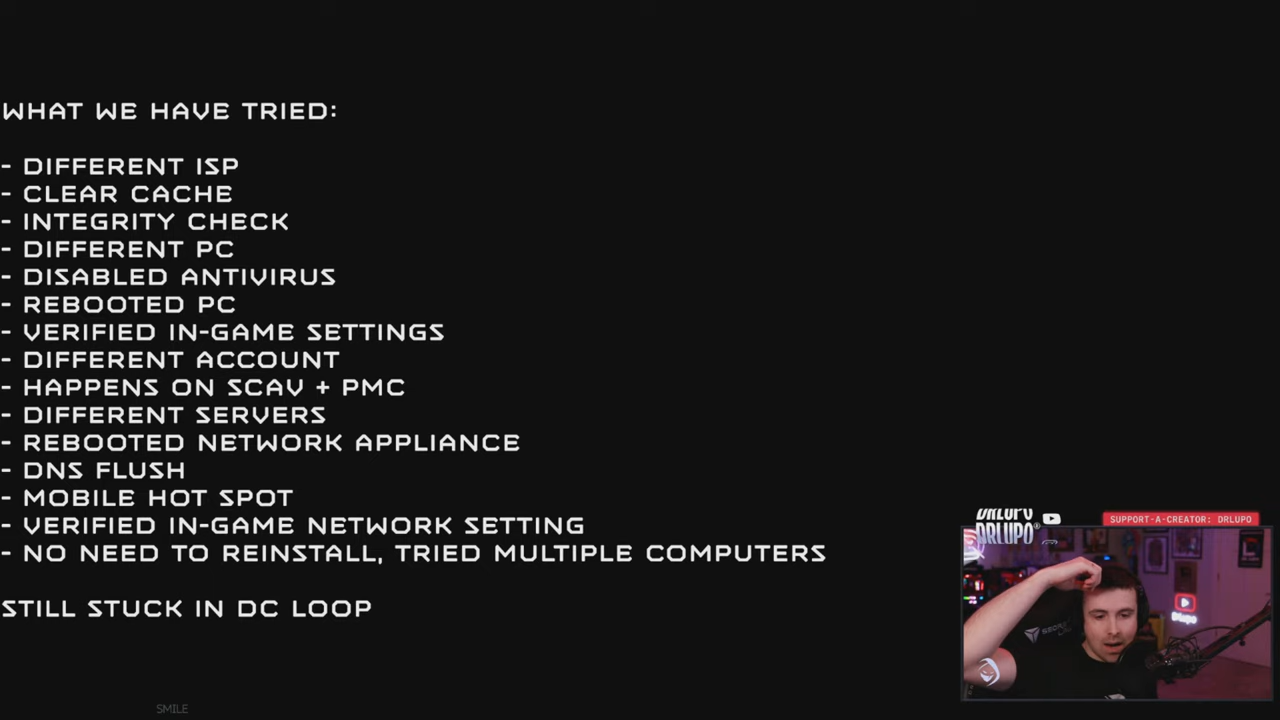 WHAT WE HAVE TRIED:
- DIFFERENT ISP
- CLEAR CACHE
- INTEGRITY CHECK
- DIFFERENT PC
- DISABLED ANTIVIRUS
- REBOOTED PC
- VERIFIED IN-GAME SETTINGS
- DIFFERENT ACCOUNT
- HAPPENS ON SCAV + PMC
- DIFFERENT SERVERS
- REBOOTED NETWORK APPLIANCE
- DNS FLUSH
- MOBILE HOT SPOT
- VERIFIED IN-GAME NETWORK SETTING
- NO NEED TO REINSTALL, TRIED MULTIPLE COMPUTERS
STILL STUCK IN DC LOOP
SMILE
DRLUPO
DRLUPO
SUPPORT-A-CREATOR: DRLUPO
DrLupo